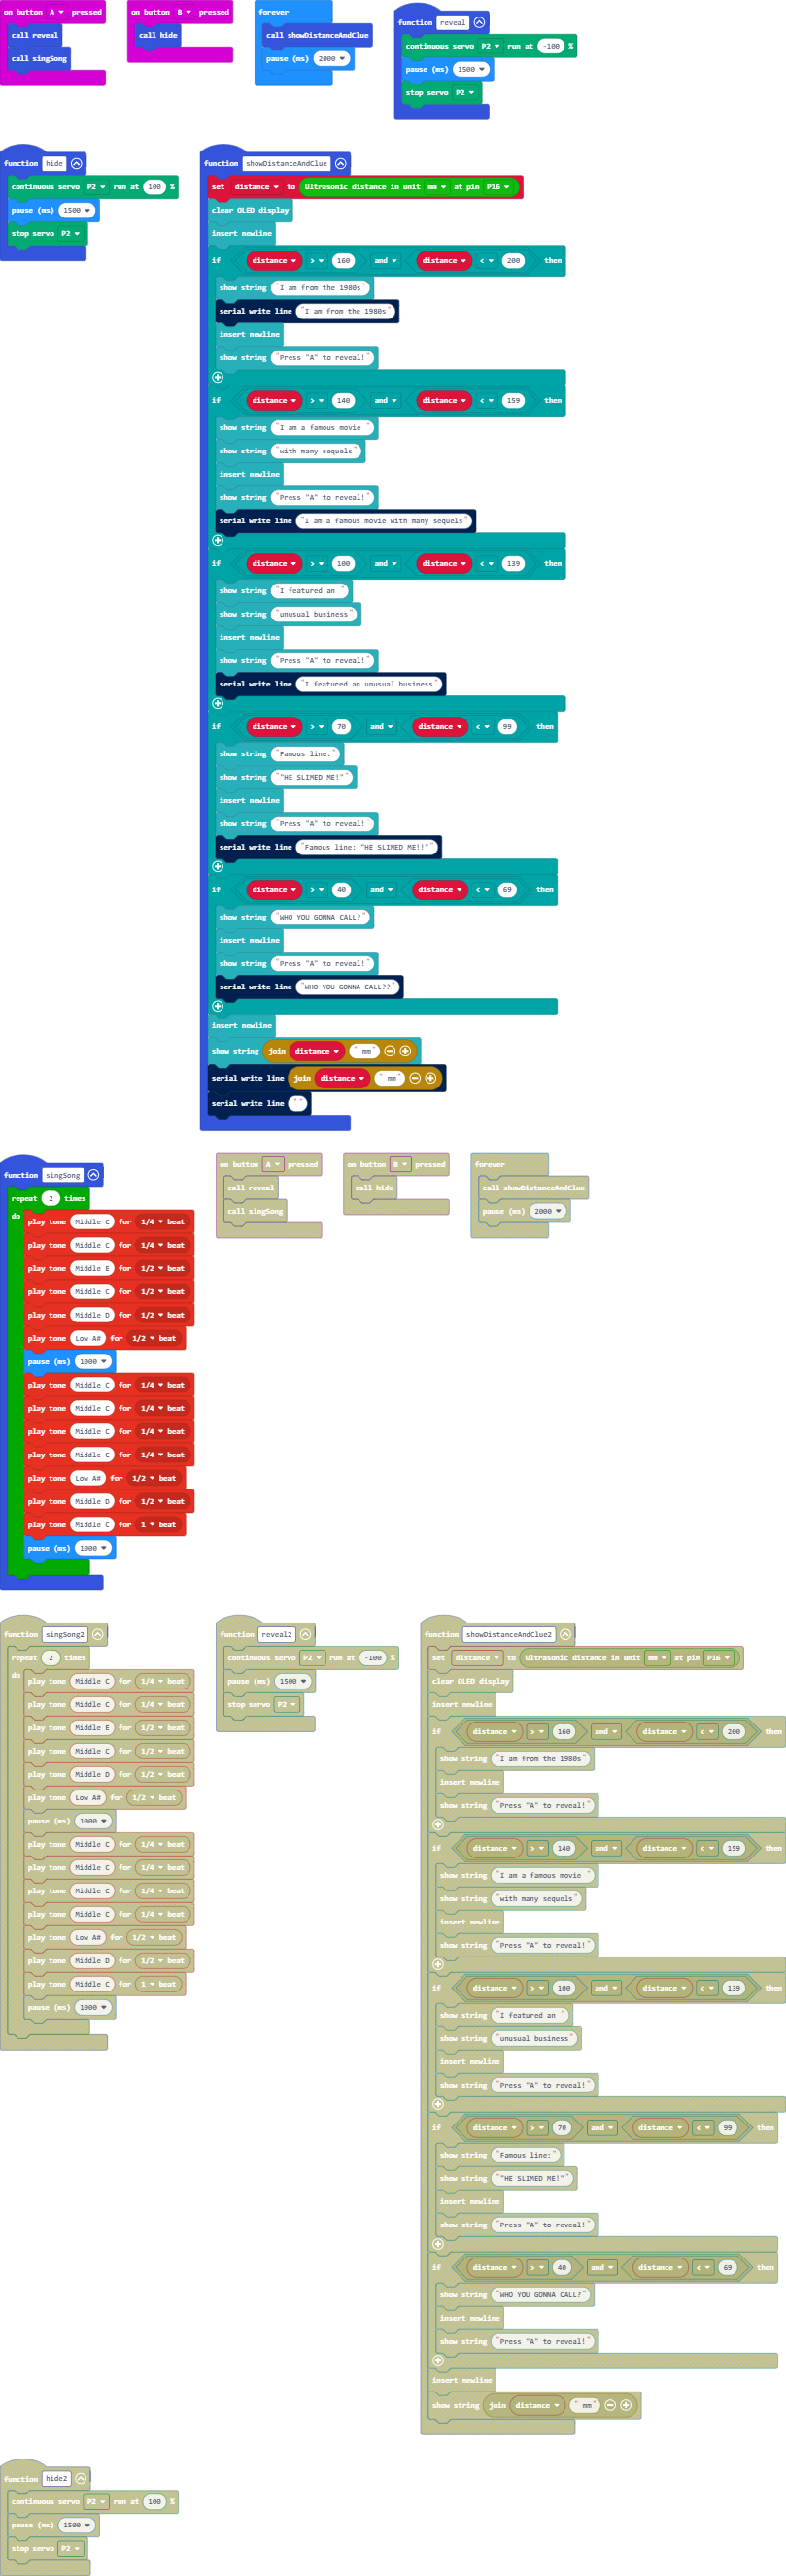 on button A pressed
call reveal
call singSong
on button B pressed
call hide
forever
call showDistanceAndClue
pause (ms) 2000
function reveal
continuous servo P2 run at -100 %
pause (ms) 1500
stop servo P2
function hide
continuous servo P2 run at 100 %
pause (ms) 1500
stop servo P2
function showDistanceAndClue
set distance to Ultrasonic distance in unit mm at pin P16
clear OLED display
insert newline
if distance > 160 and distance < 200 then
show string "I am from the 1980s"
serial write line "I am from the 1980s"
insert newline
show string "Press "A" to reveal!"
if distance > 140 and distance < 159 then
show string "I am a famous movie "
show string "with many sequels"
insert newline
show string "Press "A" to reveal!"
serial write line "I am a famous movie with many sequels"
if distance > 100 and distance < 139 then
show string "I featured an "
show string "unusual business"
insert newline
show string "Press "A" to reveal!"
serial write line "I featured an unusual business"
if distance > 70 and distance < 99 then
show string "Famous line:"
show string ""HE SLIMED ME!""
insert newline
show string "Press "A" to reveal!"
serial write line "Famous line: "HE SLIMED ME!!""
if distance > 40 and distance < 69 then
show string "WHO YOU GONNA CALL?"
insert newline
show string "Press "A" to reveal!"
serial write line "WHO YOU GONNA CALL??"
insert newline
show string join distance " mm"
serial write line join distance " mm"
serial write line " "
function singSong
repeat 2 times
do play tone Middle C for 1/4 beat
play tone Middle C for 1/4 beat
play tone Middle E for 1/2 beat
play tone Middle C for 1/2 beat
play tone Middle D for 1/2 beat
play tone Low A# for 1/2 beat
pause (ms) 1000
play tone Middle C for 1/4 beat
play tone Middle C for 1/4 beat
play tone Middle C for 1/4 beat
play tone Middle C for 1/4 beat
play tone Low A# for 1/2 beat
play tone Middle D for 1/2 beat
play tone Middle C for 1 beat
pause (ms) 1000
on button A pressed
call reveal
call singSong
on button B pressed
call hide
forever
call showDistanceAndClue
pause (ms) 2000
function singSong2
repeat 2 times
do play tone Middle C for 1/4 beat
play tone Middle C for 1/4 beat
play tone Middle E for 1/2 beat
play tone Middle C for 1/2 beat
play tone Middle D for 1/2 beat
play tone Low A# for 1/2 beat
pause (ms) 1000
play tone Middle C for 1/4 beat
play tone Middle C for 1/4 beat
play tone Middle C for 1/4 beat
play tone Middle C for 1/4 beat
play tone Low A# for 1/2 beat
play tone Middle D for 1/2 beat
play tone Middle C for 1 beat
pause (ms) 1000
function reveal2
continuous servo P2 run at -100 %
pause (ms) 1500
stop servo P2
function showDistanceAndClue2
set distance to Ultrasonic distance in unit mm at pin P16
clear OLED display
insert newline
if distance > 160 and distance < 200 then
show string "I am from the 1980s"
insert newline
show string "Press "A" to reveal!"
if distance > 140 and distance < 159 then
show string "I am a famous movie "
show string "with many sequels"
insert newline
show string "Press "A" to reveal!"
if distance > 100 and distance < 139 then
show string "I featured an "
show string "unusual business"
insert newline
show string "Press "A" to reveal!"
if distance > 70 and distance < 99 then
show string "Famous line:"
show string ""HE SLIMED ME!""
insert newline
show string "Press "A" to reveal!"
if distance > 40 and distance < 69 then
show string "WHO YOU GONNA CALL?"
insert newline
show string "Press "A" to reveal!"
insert newline
show string join distance " mm"
function hide2
continuous servo P2 run at 100 %
pause (ms) 1500
stop servo P2